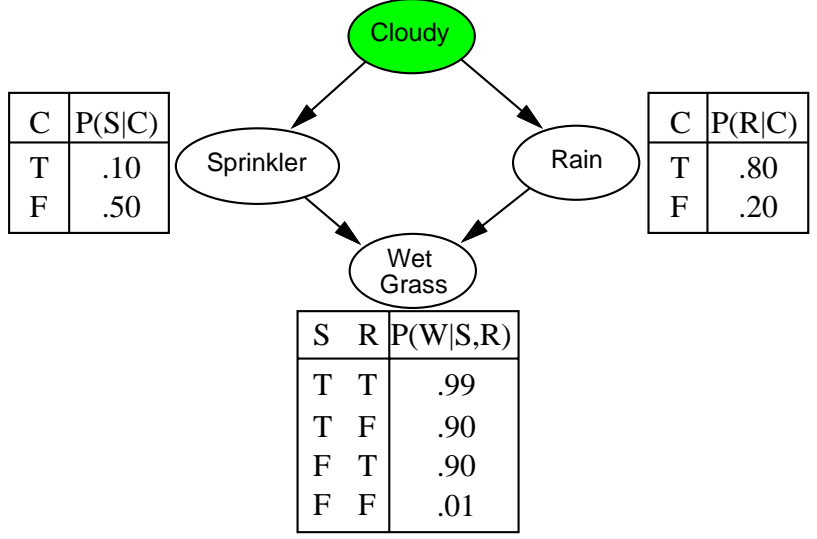 Cloudy
C P(S|C)
T .10
F .50
Sprinkler
Rain
C P(R|C)
T .80
F .20
Wet
Grass
S R P(W|S,R)
T T .99
T F .90
F T .90
F F .01